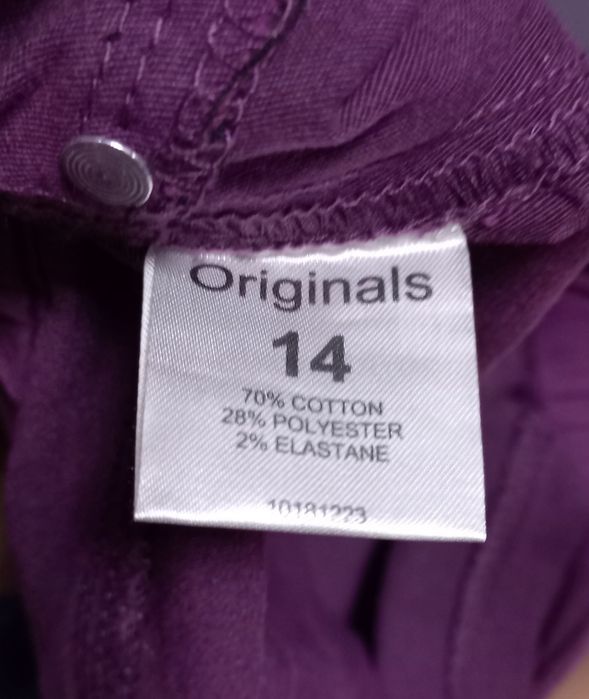 Originals
14
70% COTTON
28% POLYESTER
2% ELASTANE
10181223